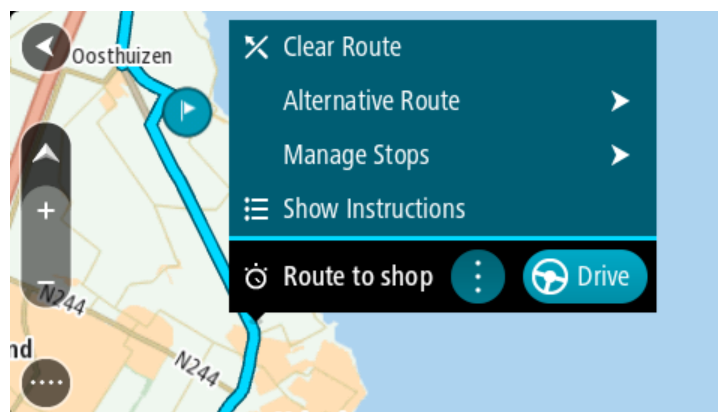 Oosthuizen
Clear Route
Alternative Route
Manage Stops
Show Instructions
Route to shop
Drive
N244
N244
nd